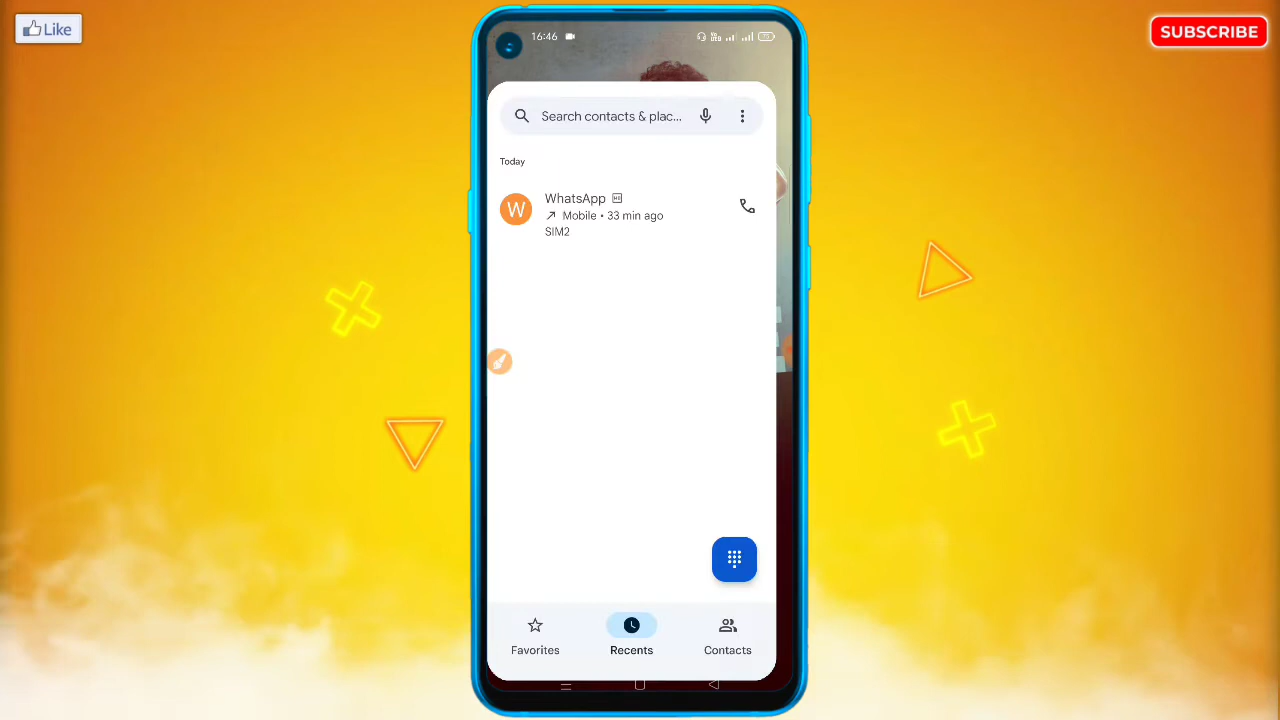 Like
SUBSCRIBE
16:46
Search contacts & plac...
Today
W
WhatsApp
Mobile • 33 min ago
SIM2
Favorites
Recents
Contacts